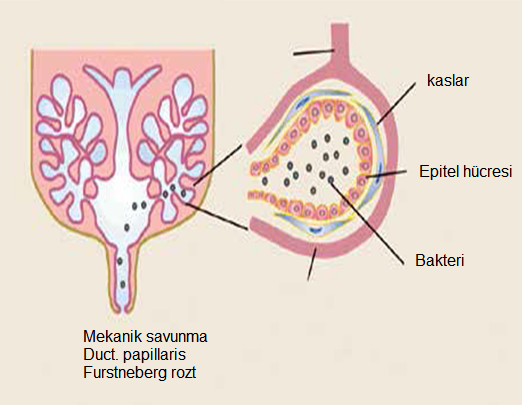 kaslar
Epitel hücresi
Bakteri
Mekanik savunma
Duct. papillaris
Furstneberg rozt